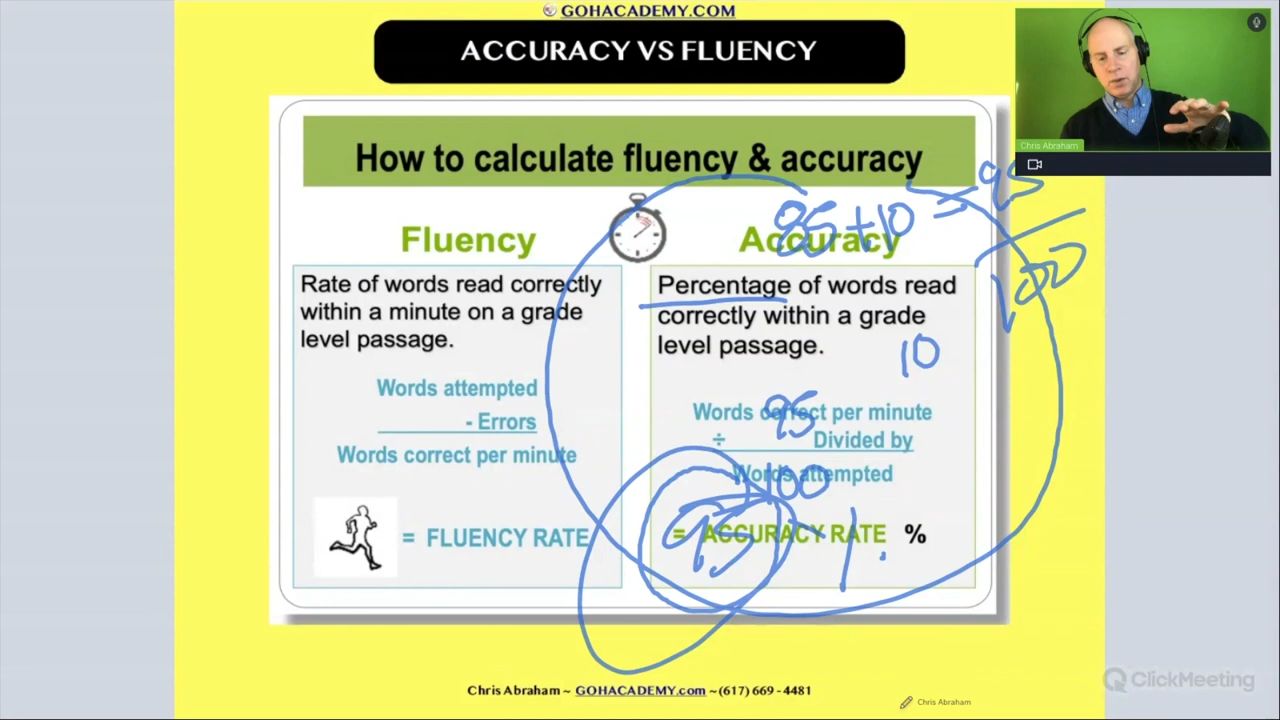 GOHACADEMY.COM
ACCURACY VS FLUENCY
Chris Abraham
How to calculate fluency & accuracy
85 + 10 = 95
100
Fluency
Rate of words read correctly
within a minute on a grade
level passage.
Words attempted
- Errors
Words correct per minute
= FLUENCY RATE
Accuracy
Percentage of words read
correctly within a grade
level passage.
10
95
Words correct per minute
÷ Divided by
Words attempted
100
95 %
= ACCURACY RATE %
Chris Abraham ~ GOHACADEMY.com ~ (617) 669 - 4481
Chris Abraham
ClickMeeting